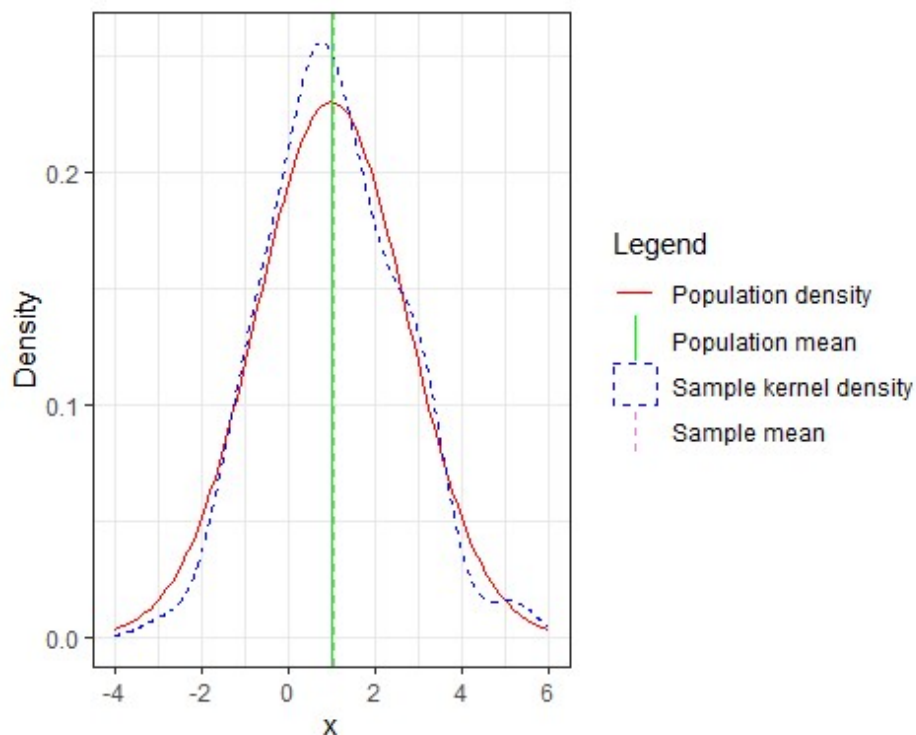 0.2
0.1
0.0
Density
-4 -2 0 2 4 6
x
Legend
Population density
Population mean
Sample kernel density
Sample mean